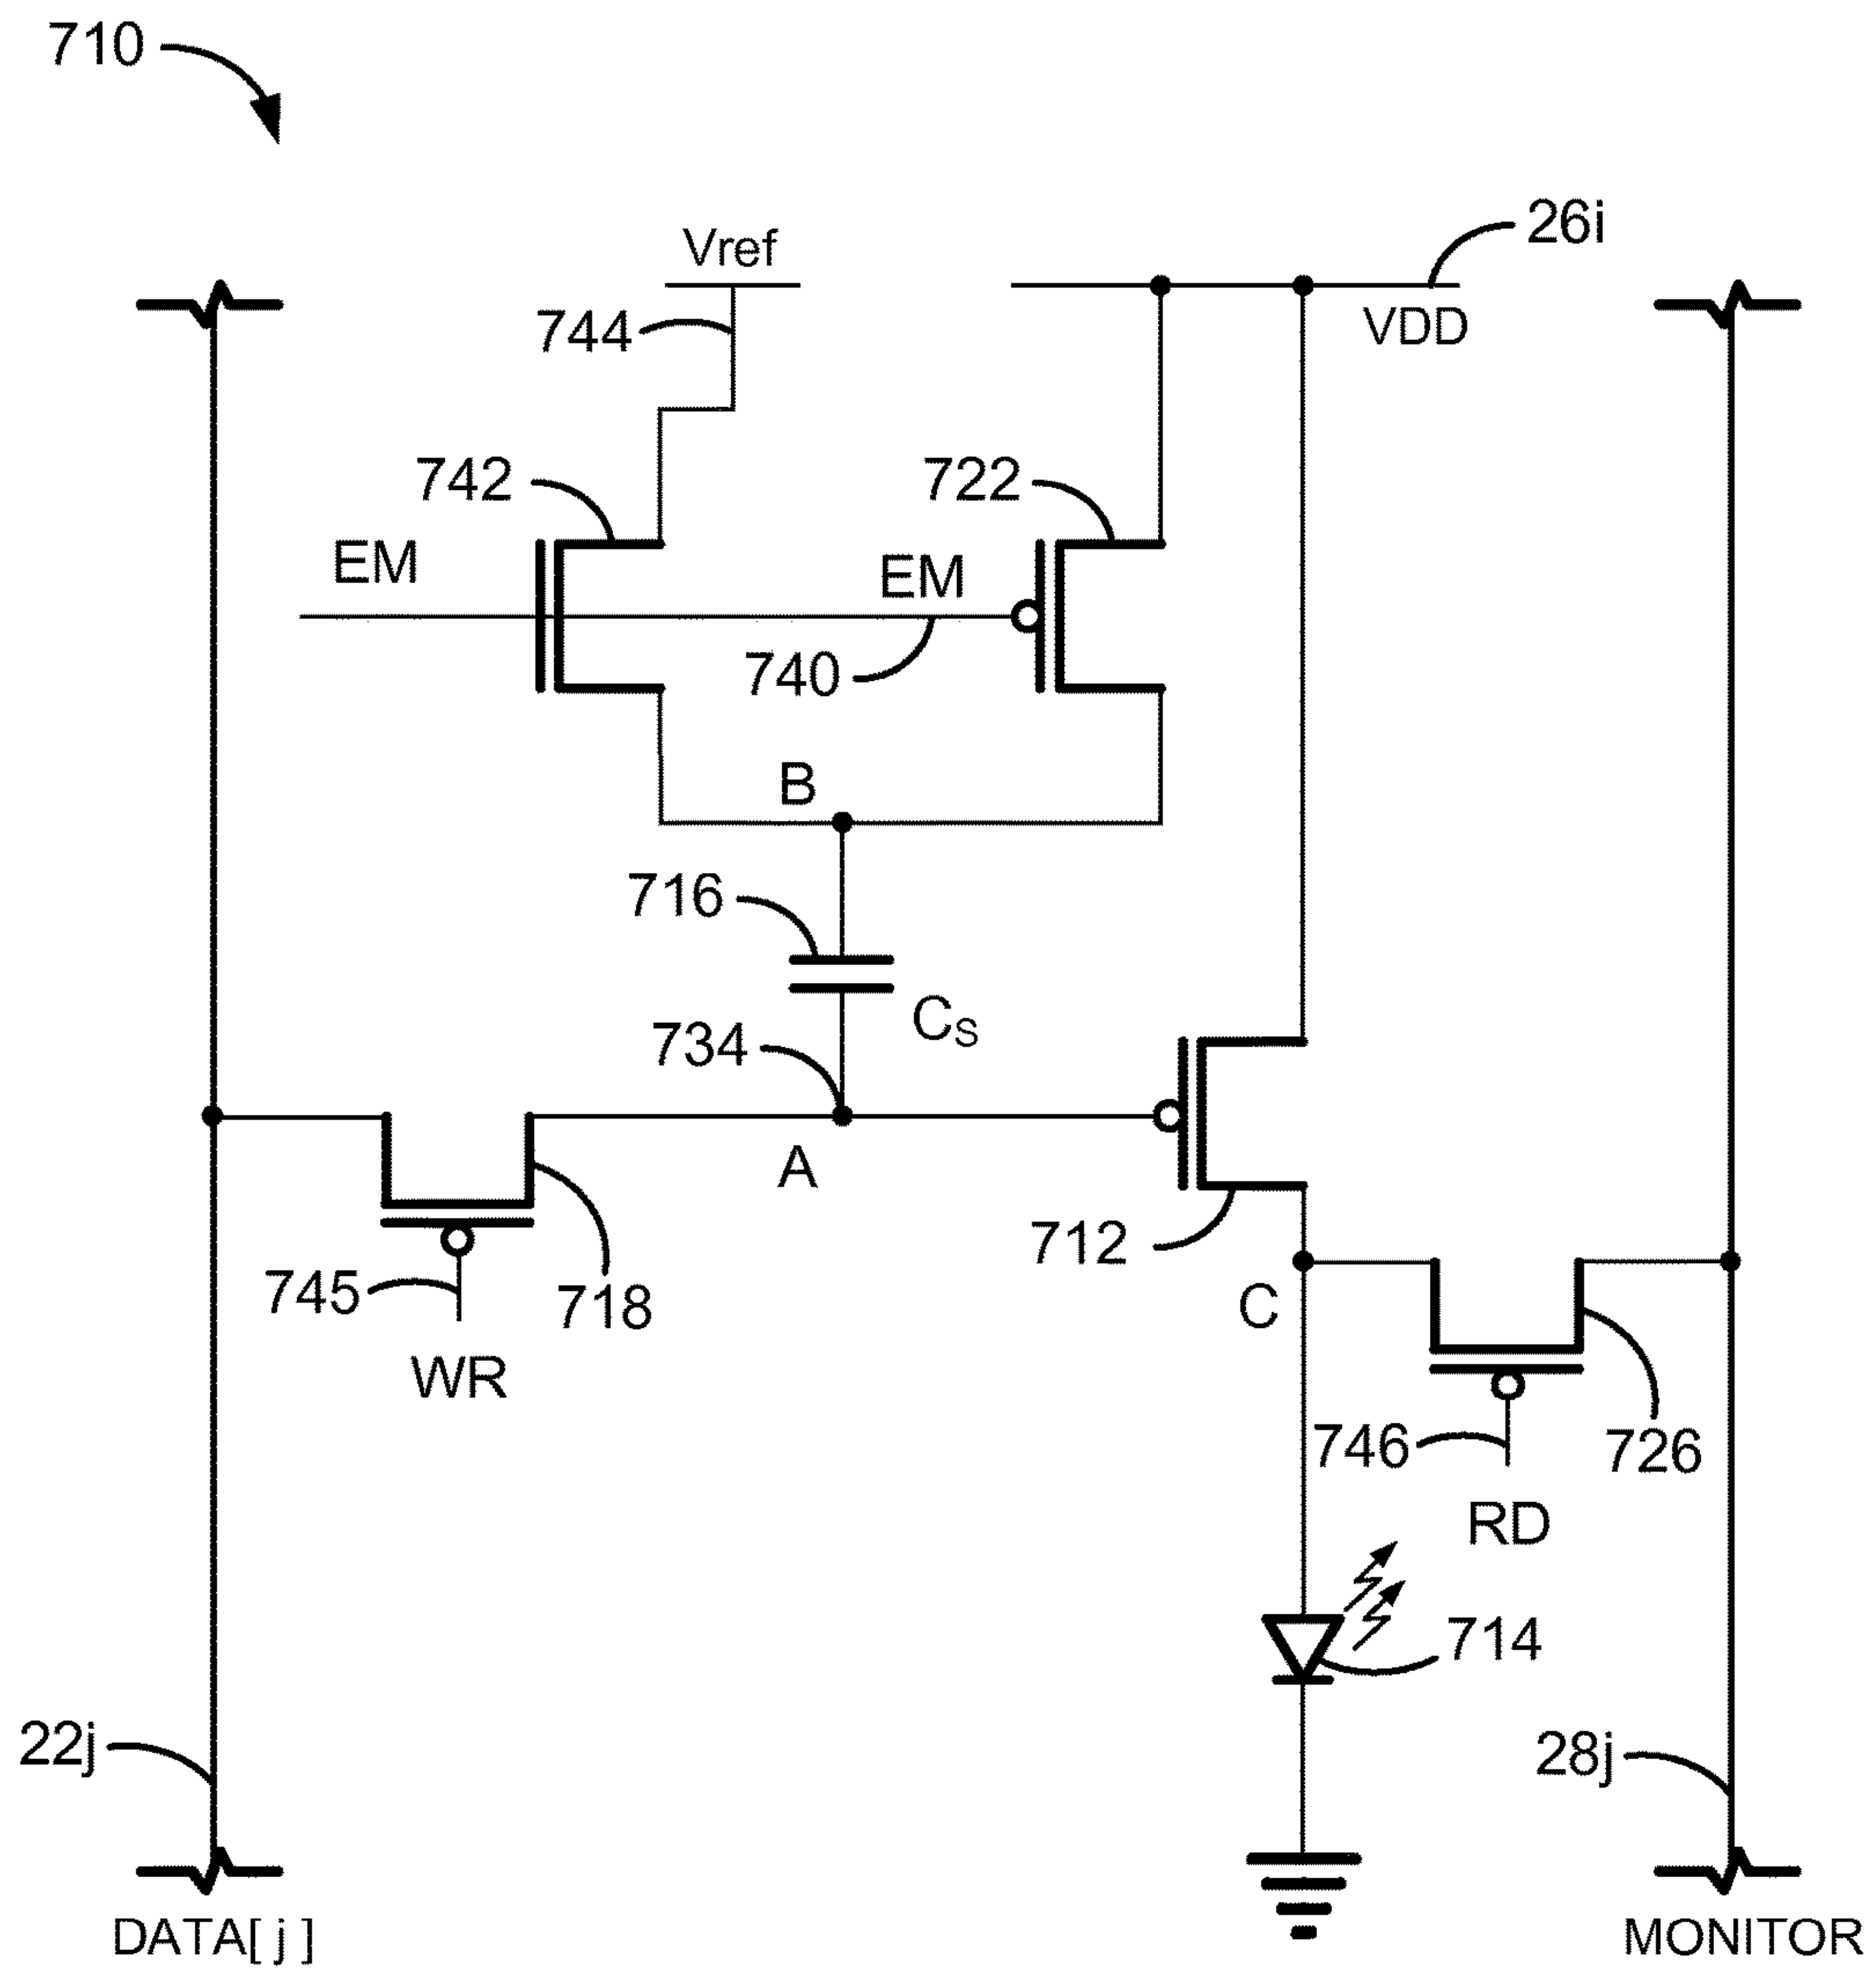 710
26i
Vref
744
VDD
742
722
EM
EM
740
B
716
C_S
734
A
712
745
718
C
WR
746
726
RD
714
22j
28j
DATA[ j ]
MONITOR